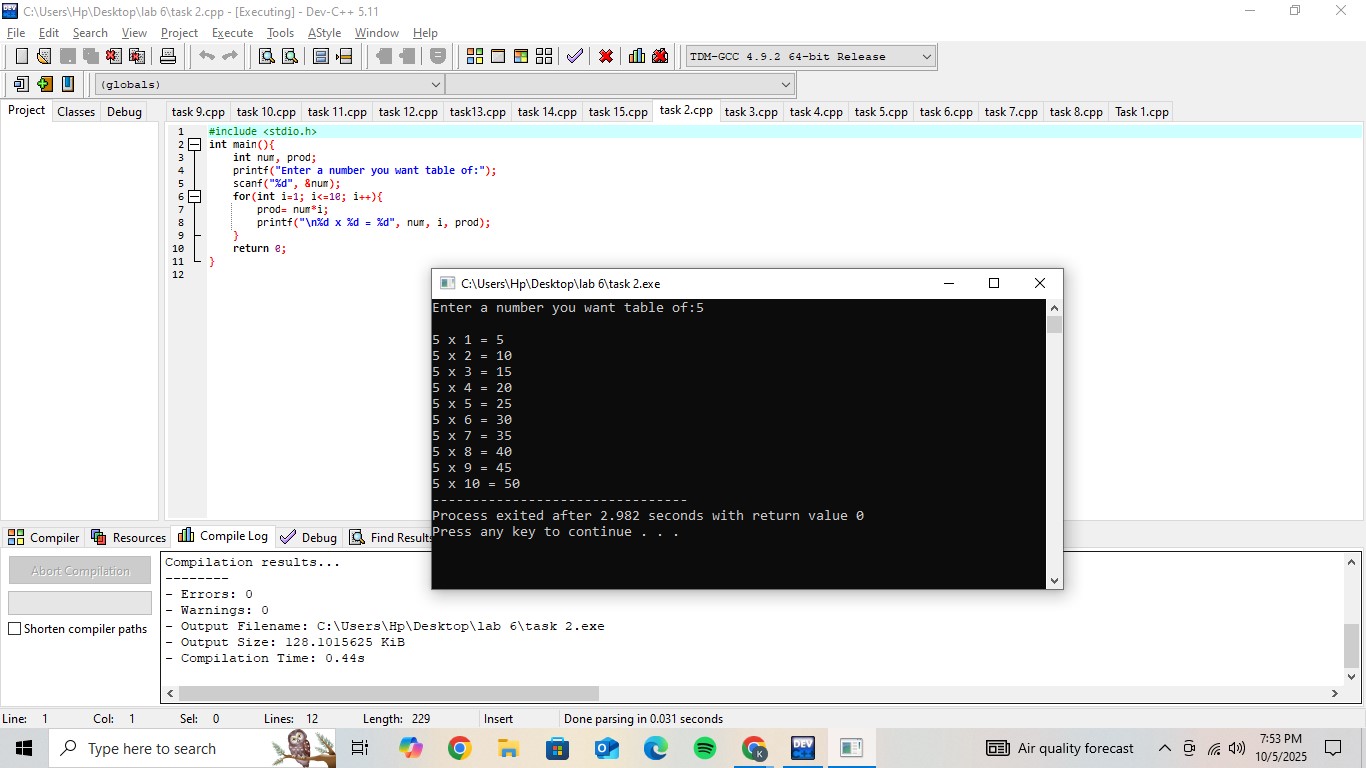 C:\Users\Hp\Desktop\lab 6\task 2.cpp - [Executing] - Dev-C++ 5.11
File Edit Search View Project Execute Tools AStyle Window Help
TDM-GCC 4.9.2 64-bit Release
(globals)
Project Classes Debug
task 9.cpp task 10.cpp task 11.cpp task 12.cpp task13.cpp task 14.cpp task 15.cpp task 2.cpp task 3.cpp task 4.cpp task 5.cpp task 6.cpp task 7.cpp task 8.cpp Task 1.cpp
1 #include <stdio.h>
2 int main(){
3 int num, prod;
4 printf("Enter a number you want table of:");
5 scanf("%d", &num);
6 for(int i=1; i<=10; i++){
7 prod= num*i;
8 printf("\n%d x %d = %d", num, i, prod);
9 }
10 return 0;
11 }
12
C:\Users\Hp\Desktop\lab 6\task 2.exe
Enter a number you want table of:5
5 x 1 = 5
5 x 2 = 10
5 x 3 = 15
5 x 4 = 20
5 x 5 = 25
5 x 6 = 30
5 x 7 = 35
5 x 8 = 40
5 x 9 = 45
5 x 10 = 50
--------------------------------
Process exited after 2.982 seconds with return value 0
Press any key to continue . . .
Compiler Resources Compile Log Debug Find Results
Abort Compilation
Shorten compiler paths
Compilation results...
--------
- Errors: 0
- Warnings: 0
- Output Filename: C:\Users\Hp\Desktop\lab 6\task 2.exe
- Output Size: 128.1015625 KiB
- Compilation Time: 0.44s
Line: 1 Col: 1 Sel: 0 Lines: 12 Length: 229 Insert Done parsing in 0.031 seconds
Type here to search
Air quality forecast
7:53 PM
10/5/2025